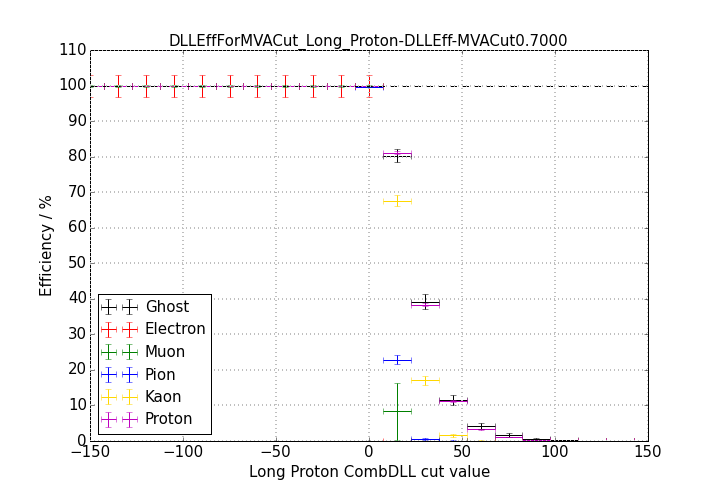 DLLEffForMVACut_Long_Proton-DLLEff-MVACut0.7000
110
100
90
80
70
60
50
40
30
20
10
0
Efficiency / %
Ghost
Electron
Muon
Pion
Kaon
Proton
−150
−100
−50
0
50
100
150
Long Proton CombDLL cut value